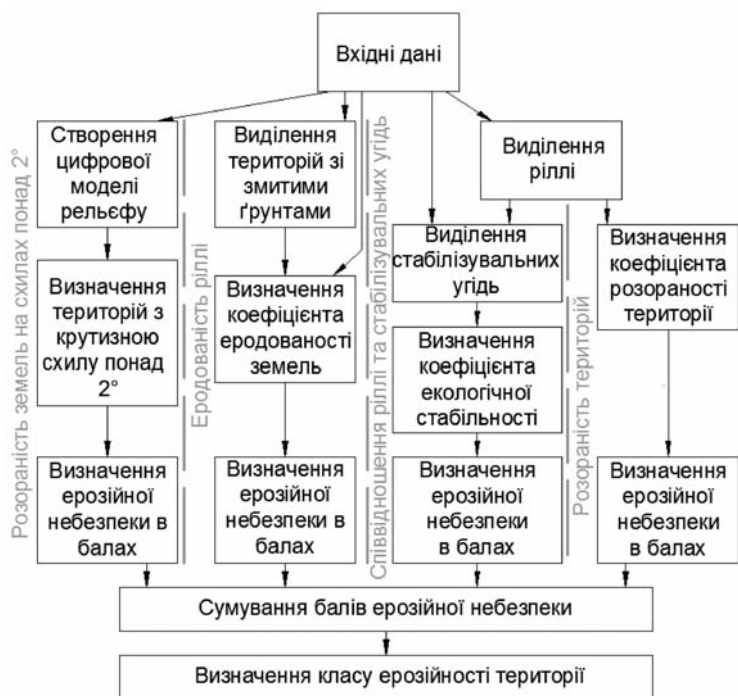 Вхідні дані
Розораність земель на схилах понад 2°
Створення
цифрової
моделі
рельєфу
Визначення
територій з
крутизною
схилу понад
2°
Визначення
ерозійної
небезпеки в
балах
Еродованість ріллі
Виділення
територій зі
змитими
ґрунтами
Визначення
коефіцієнта
еродованості
земель
Визначення
ерозійної
небезпеки в
балах
Співвідношення ріллі та стабілізувальних угідь
Виділення
ріллі
Виділення
стабілізувальних
угідь
Визначення
коефіцієнта
екологічної
стабільності
Визначення
ерозійної
небезпеки
в балах
Розораність територій
Визначення
коефіцієнта
розораності
території
Визначення
ерозійної
небезпеки
в балах
Сумування балів ерозійної небезпеки
Визначення класу ерозійності території